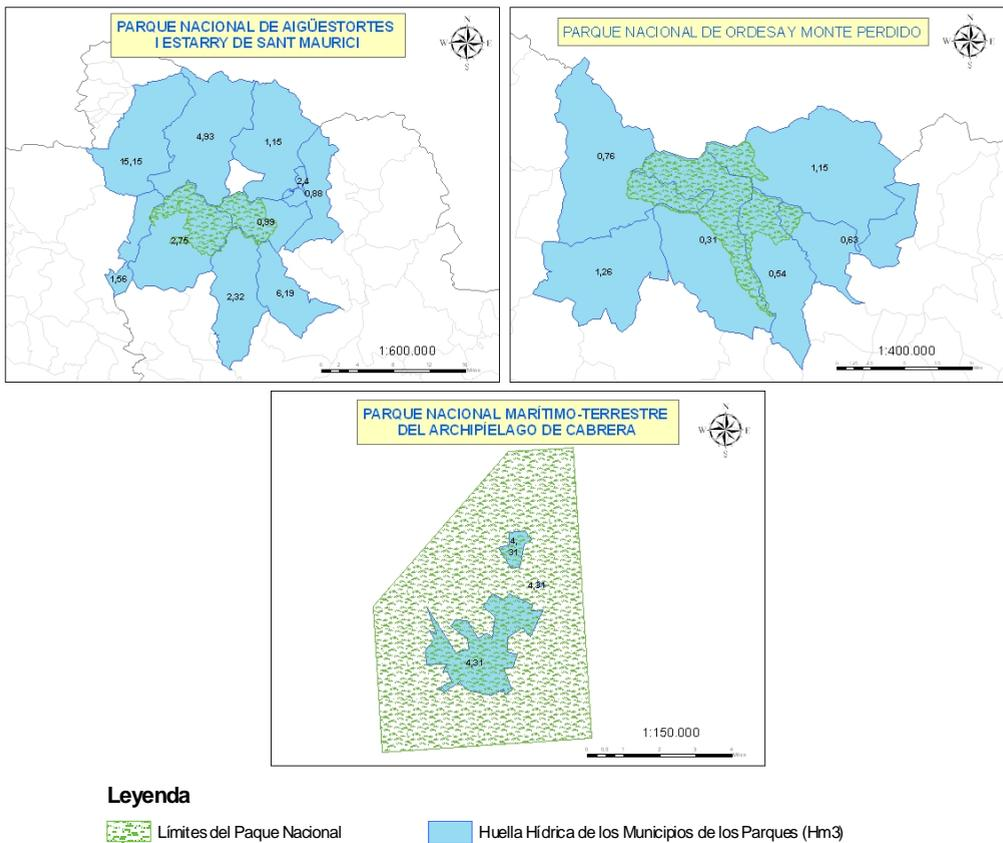 PARQUE NACIONAL DE AIGÜESTORTES
I ESTARRY DE SANT MAURICI
N
W E
S
4,93
1,15
15,15
2,4
0,88
0,99
2,75
1,56
2,32
6,19
1:600.000
PARQUE NACIONAL DE ORDESA Y MONTE PERDIDO
N
W E
S
0,76
1,15
0,31
0,63
1,26
0,54
1:400.000
PARQUE NACIONAL MARÍTIMO-TERRESTRE
DEL ARCHIPÍELAGO DE CABRERA
N
W E
S
4,
31
4,31
4,31
1:150.000
Leyenda
Límites del Paque Nacional
Huella Hídrica de los Municipios de los Parques (Hm3)